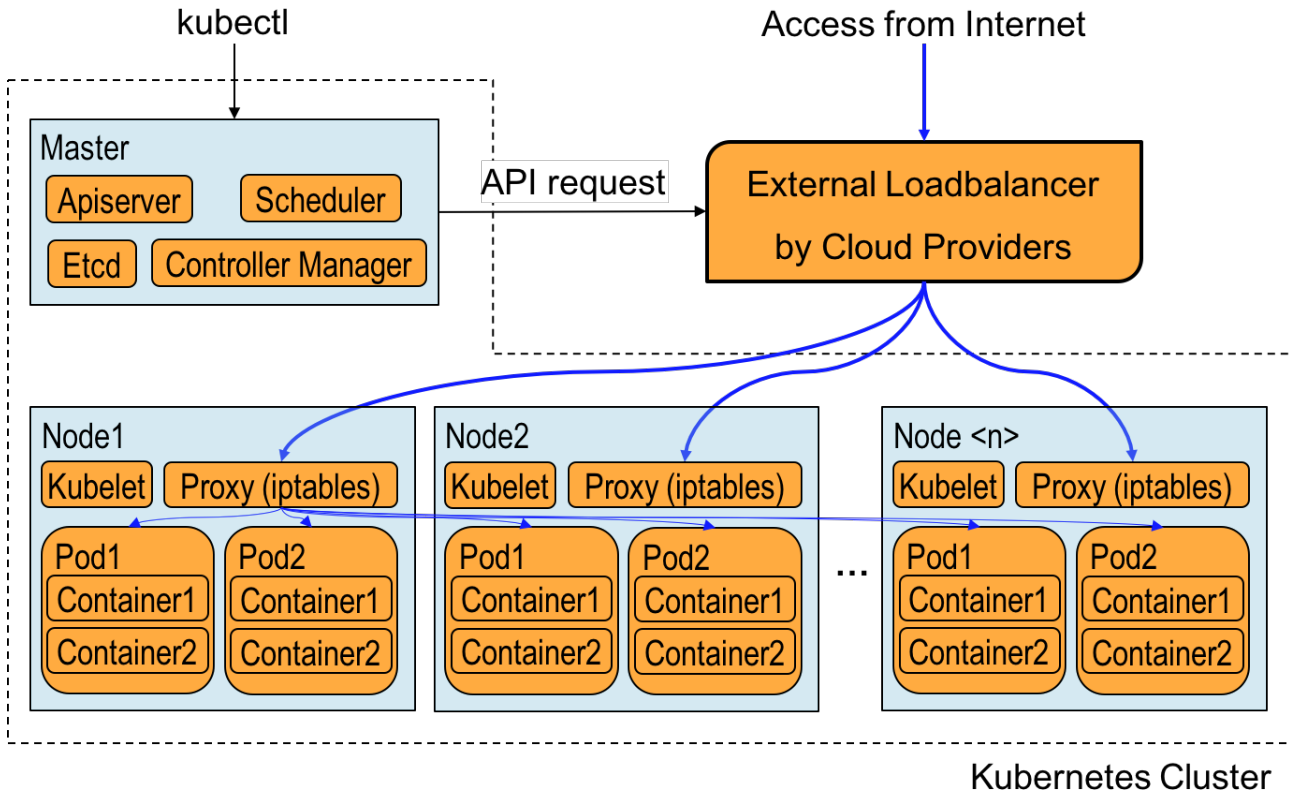 kubectl
Access from Internet
Master
Apiserver
Scheduler
Etcd
Controller Manager
API request
External Loadbalancer
by Cloud Providers
Node1
Kubelet
Proxy (iptables)
Pod1
Container1
Container2
Pod2
Container1
Container2
Node2
Kubelet
Proxy (iptables)
Pod1
Container1
Container2
Pod2
Container1
Container2
...
Node <n>
Kubelet
Proxy (iptables)
Pod1
Container1
Container2
Pod2
Container1
Container2
Kubernetes Cluster